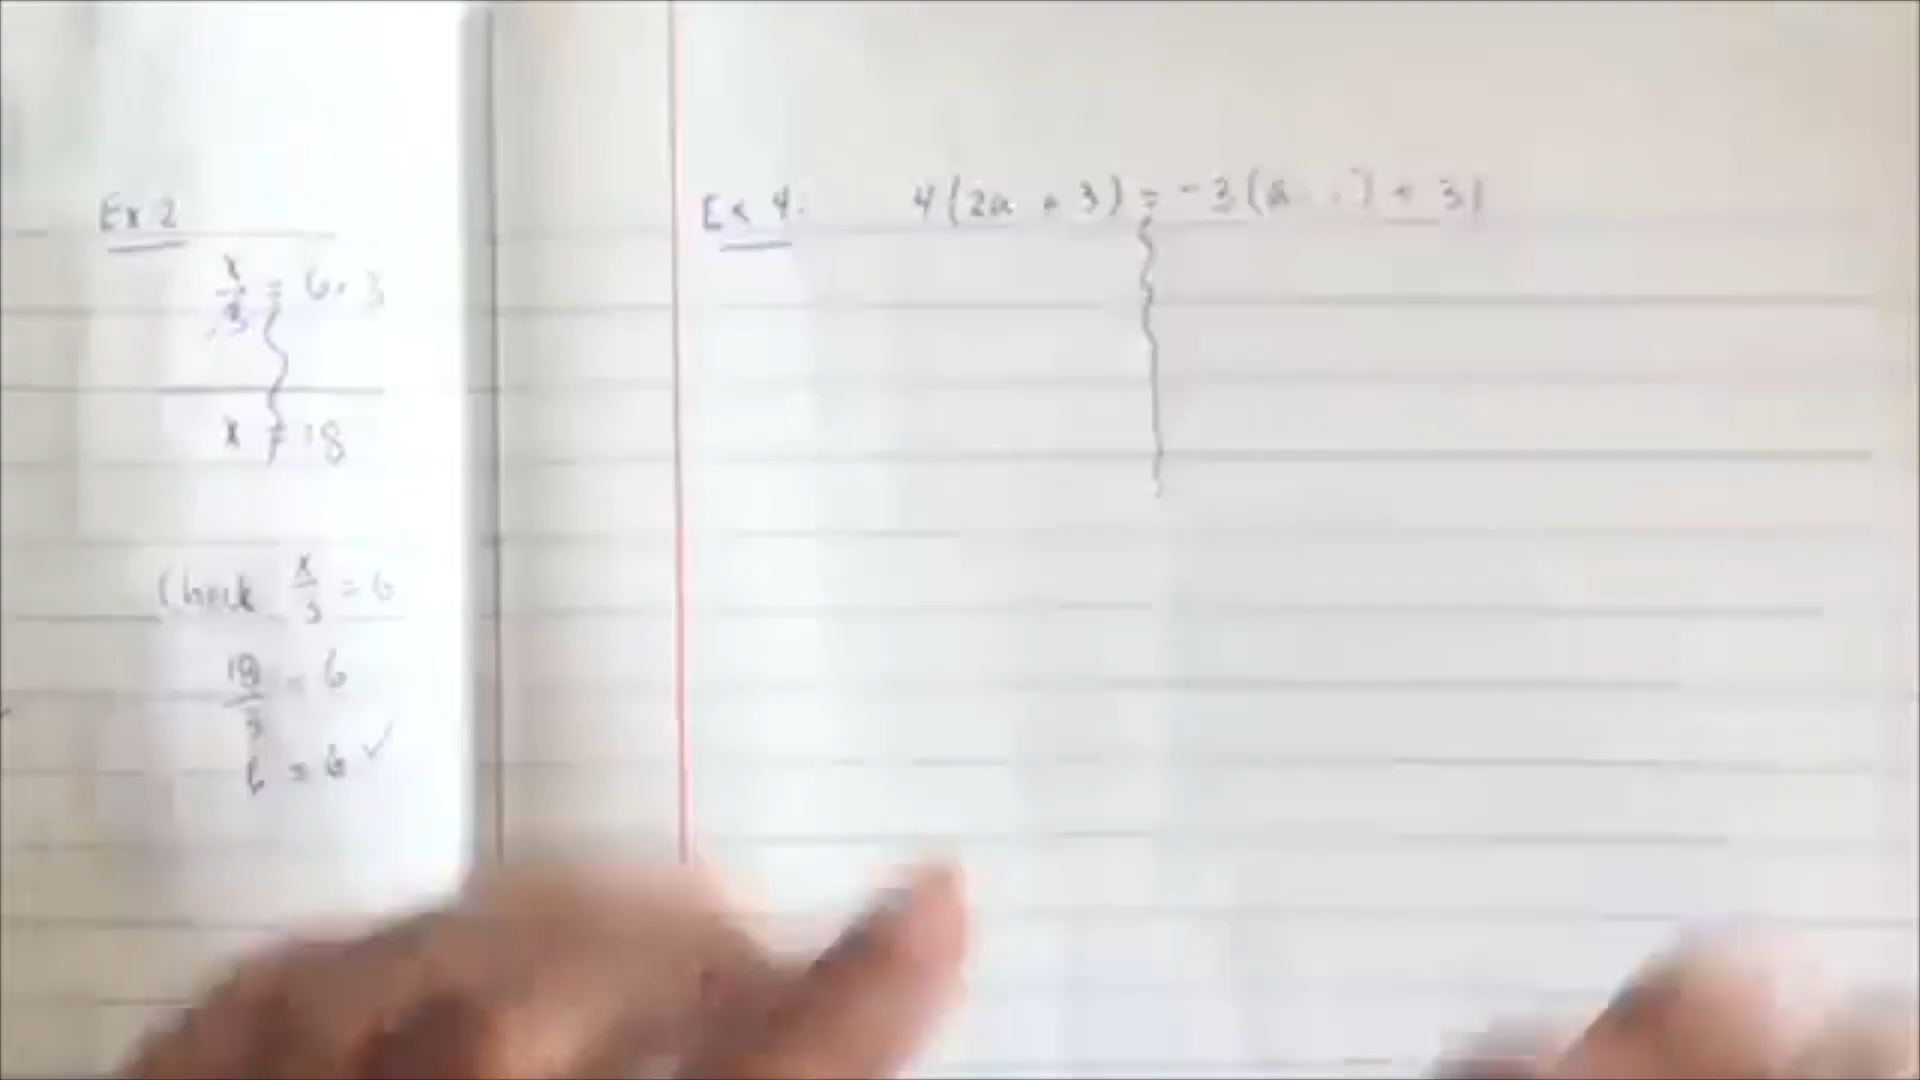 Ex 2
x/3 = 6 · 3
x = 18
Check x/3 = 6
18/3 = 6
6 = 6 ✓
Ex 4:
4(2a + 3) = -3(a + 31